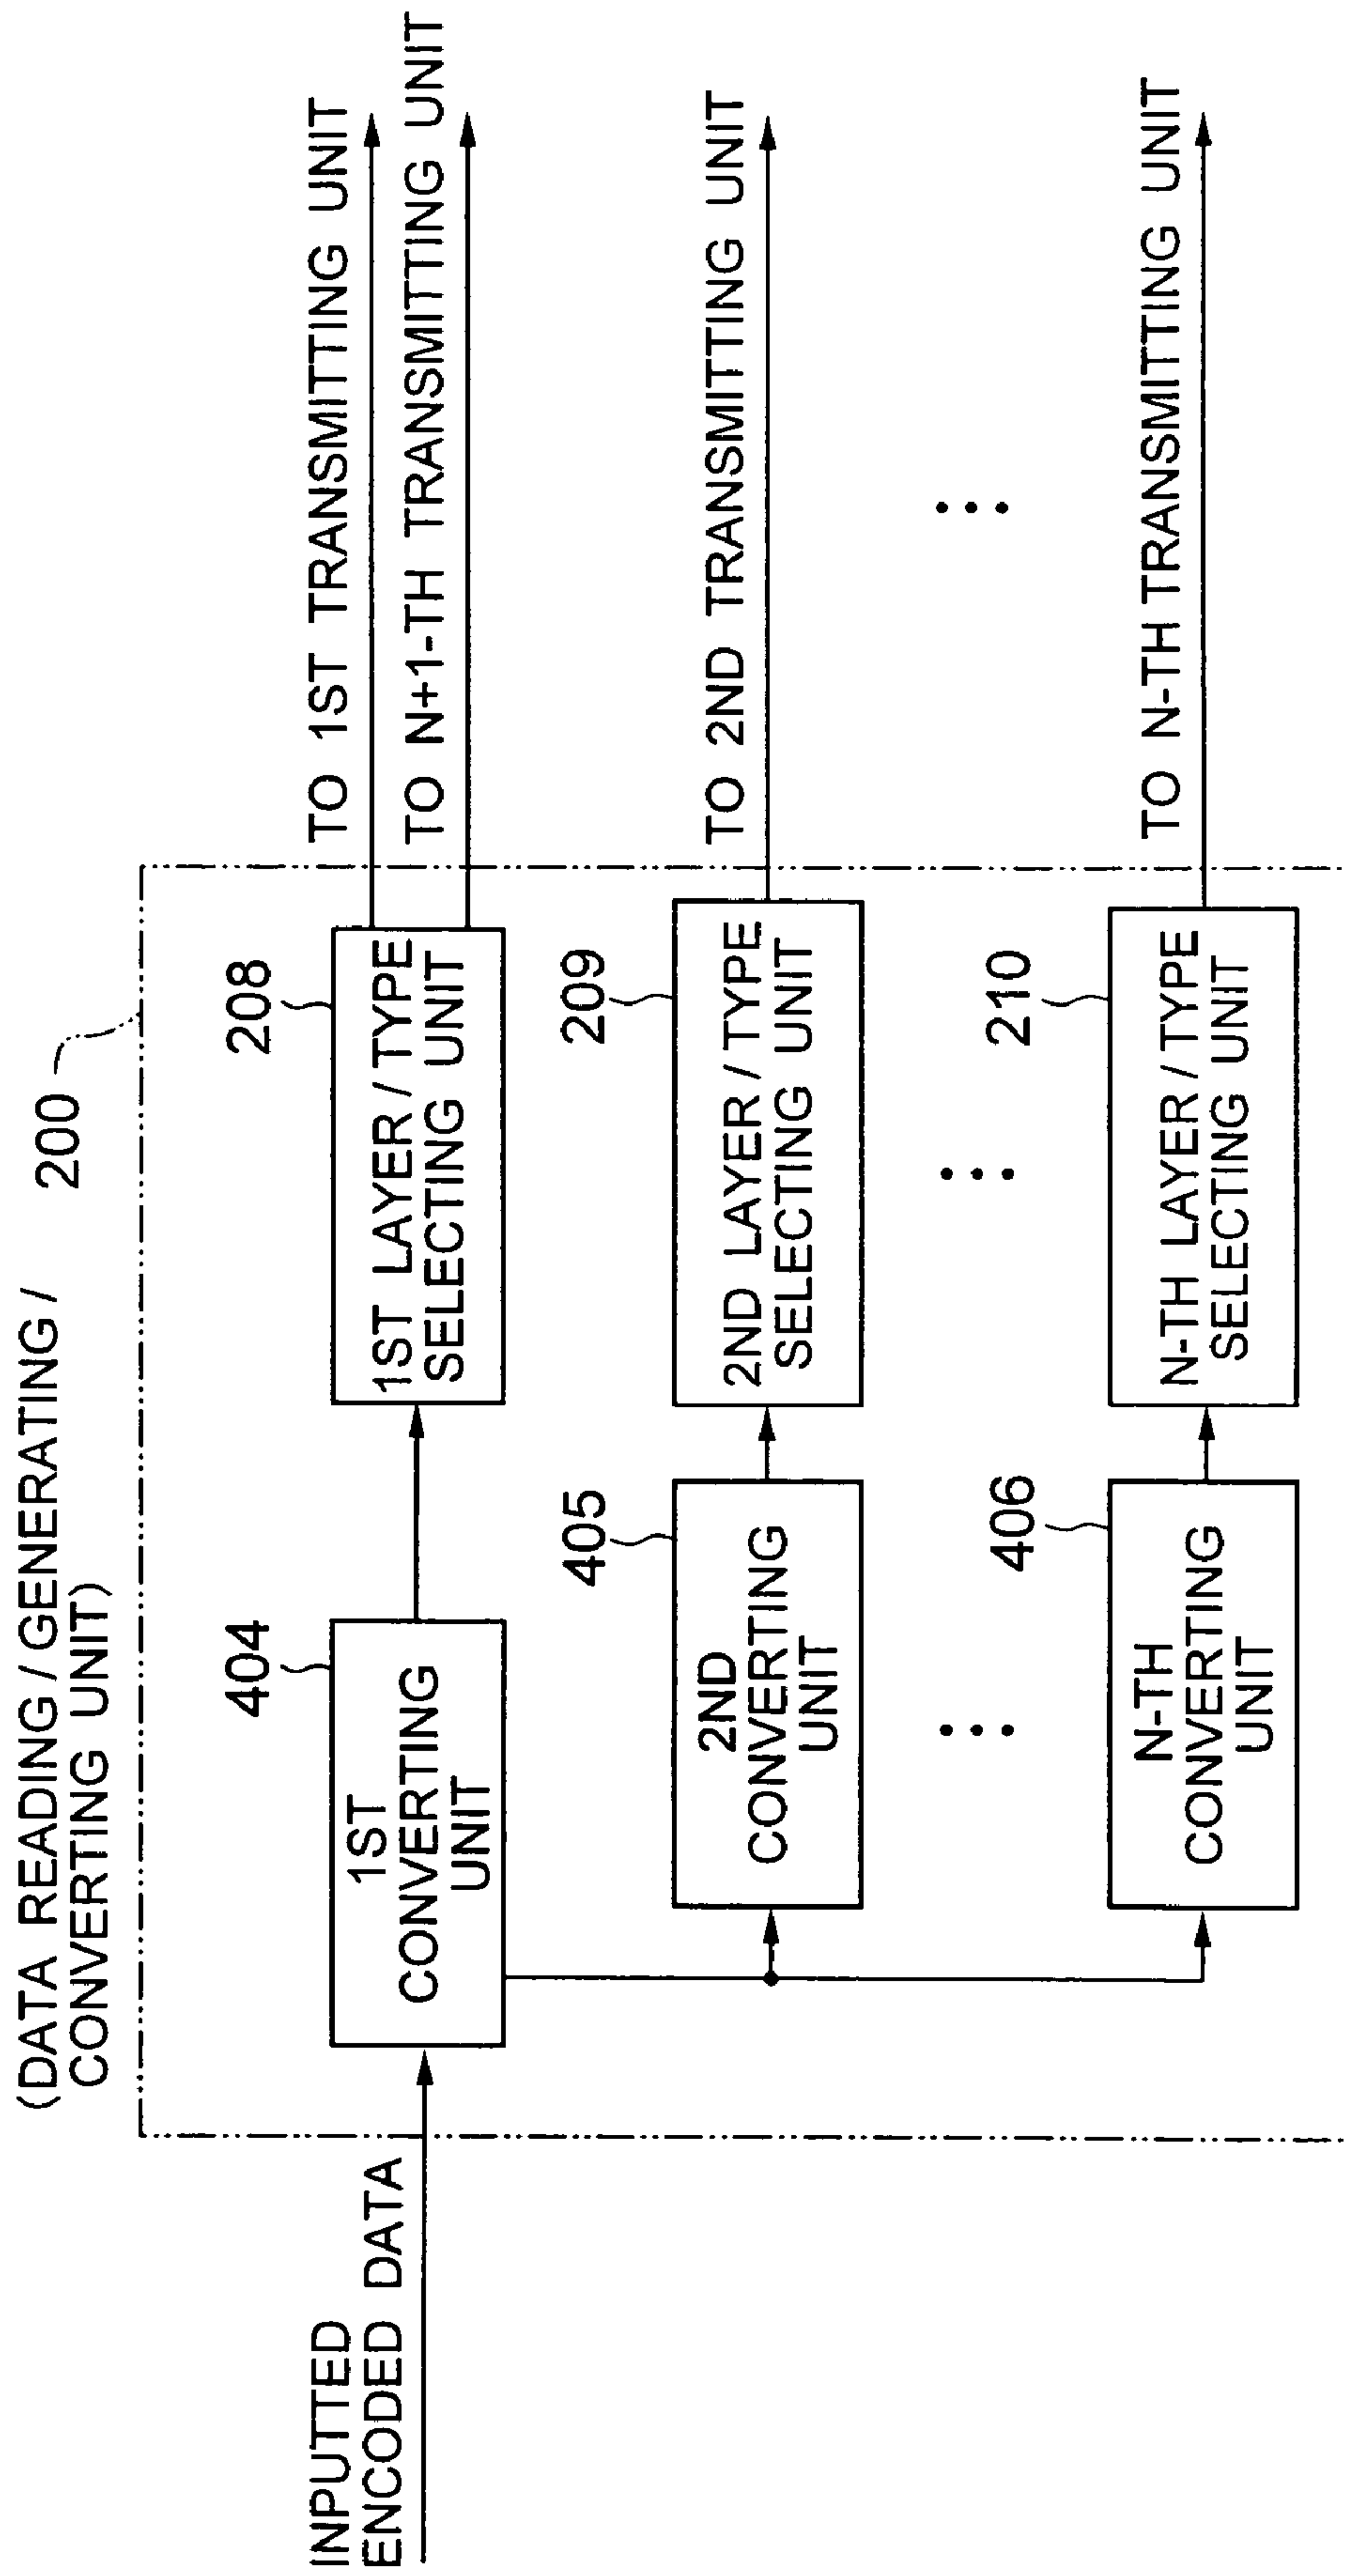 (DATA READING / GENERATING /
CONVERTING UNIT)
200
INPUTTED
ENCODED DATA
404
1ST
CONVERTING
UNIT
208
1ST LAYER / TYPE
SELECTING UNIT
TO 1ST TRANSMITTING UNIT
TO N+1-TH TRANSMITTING UNIT
405
2ND
CONVERTING
UNIT
209
2ND LAYER / TYPE
SELECTING UNIT
TO 2ND TRANSMITTING UNIT
406
N-TH
CONVERTING
UNIT
210
N-TH LAYER / TYPE
SELECTING UNIT
TO N-TH TRANSMITTING UNIT